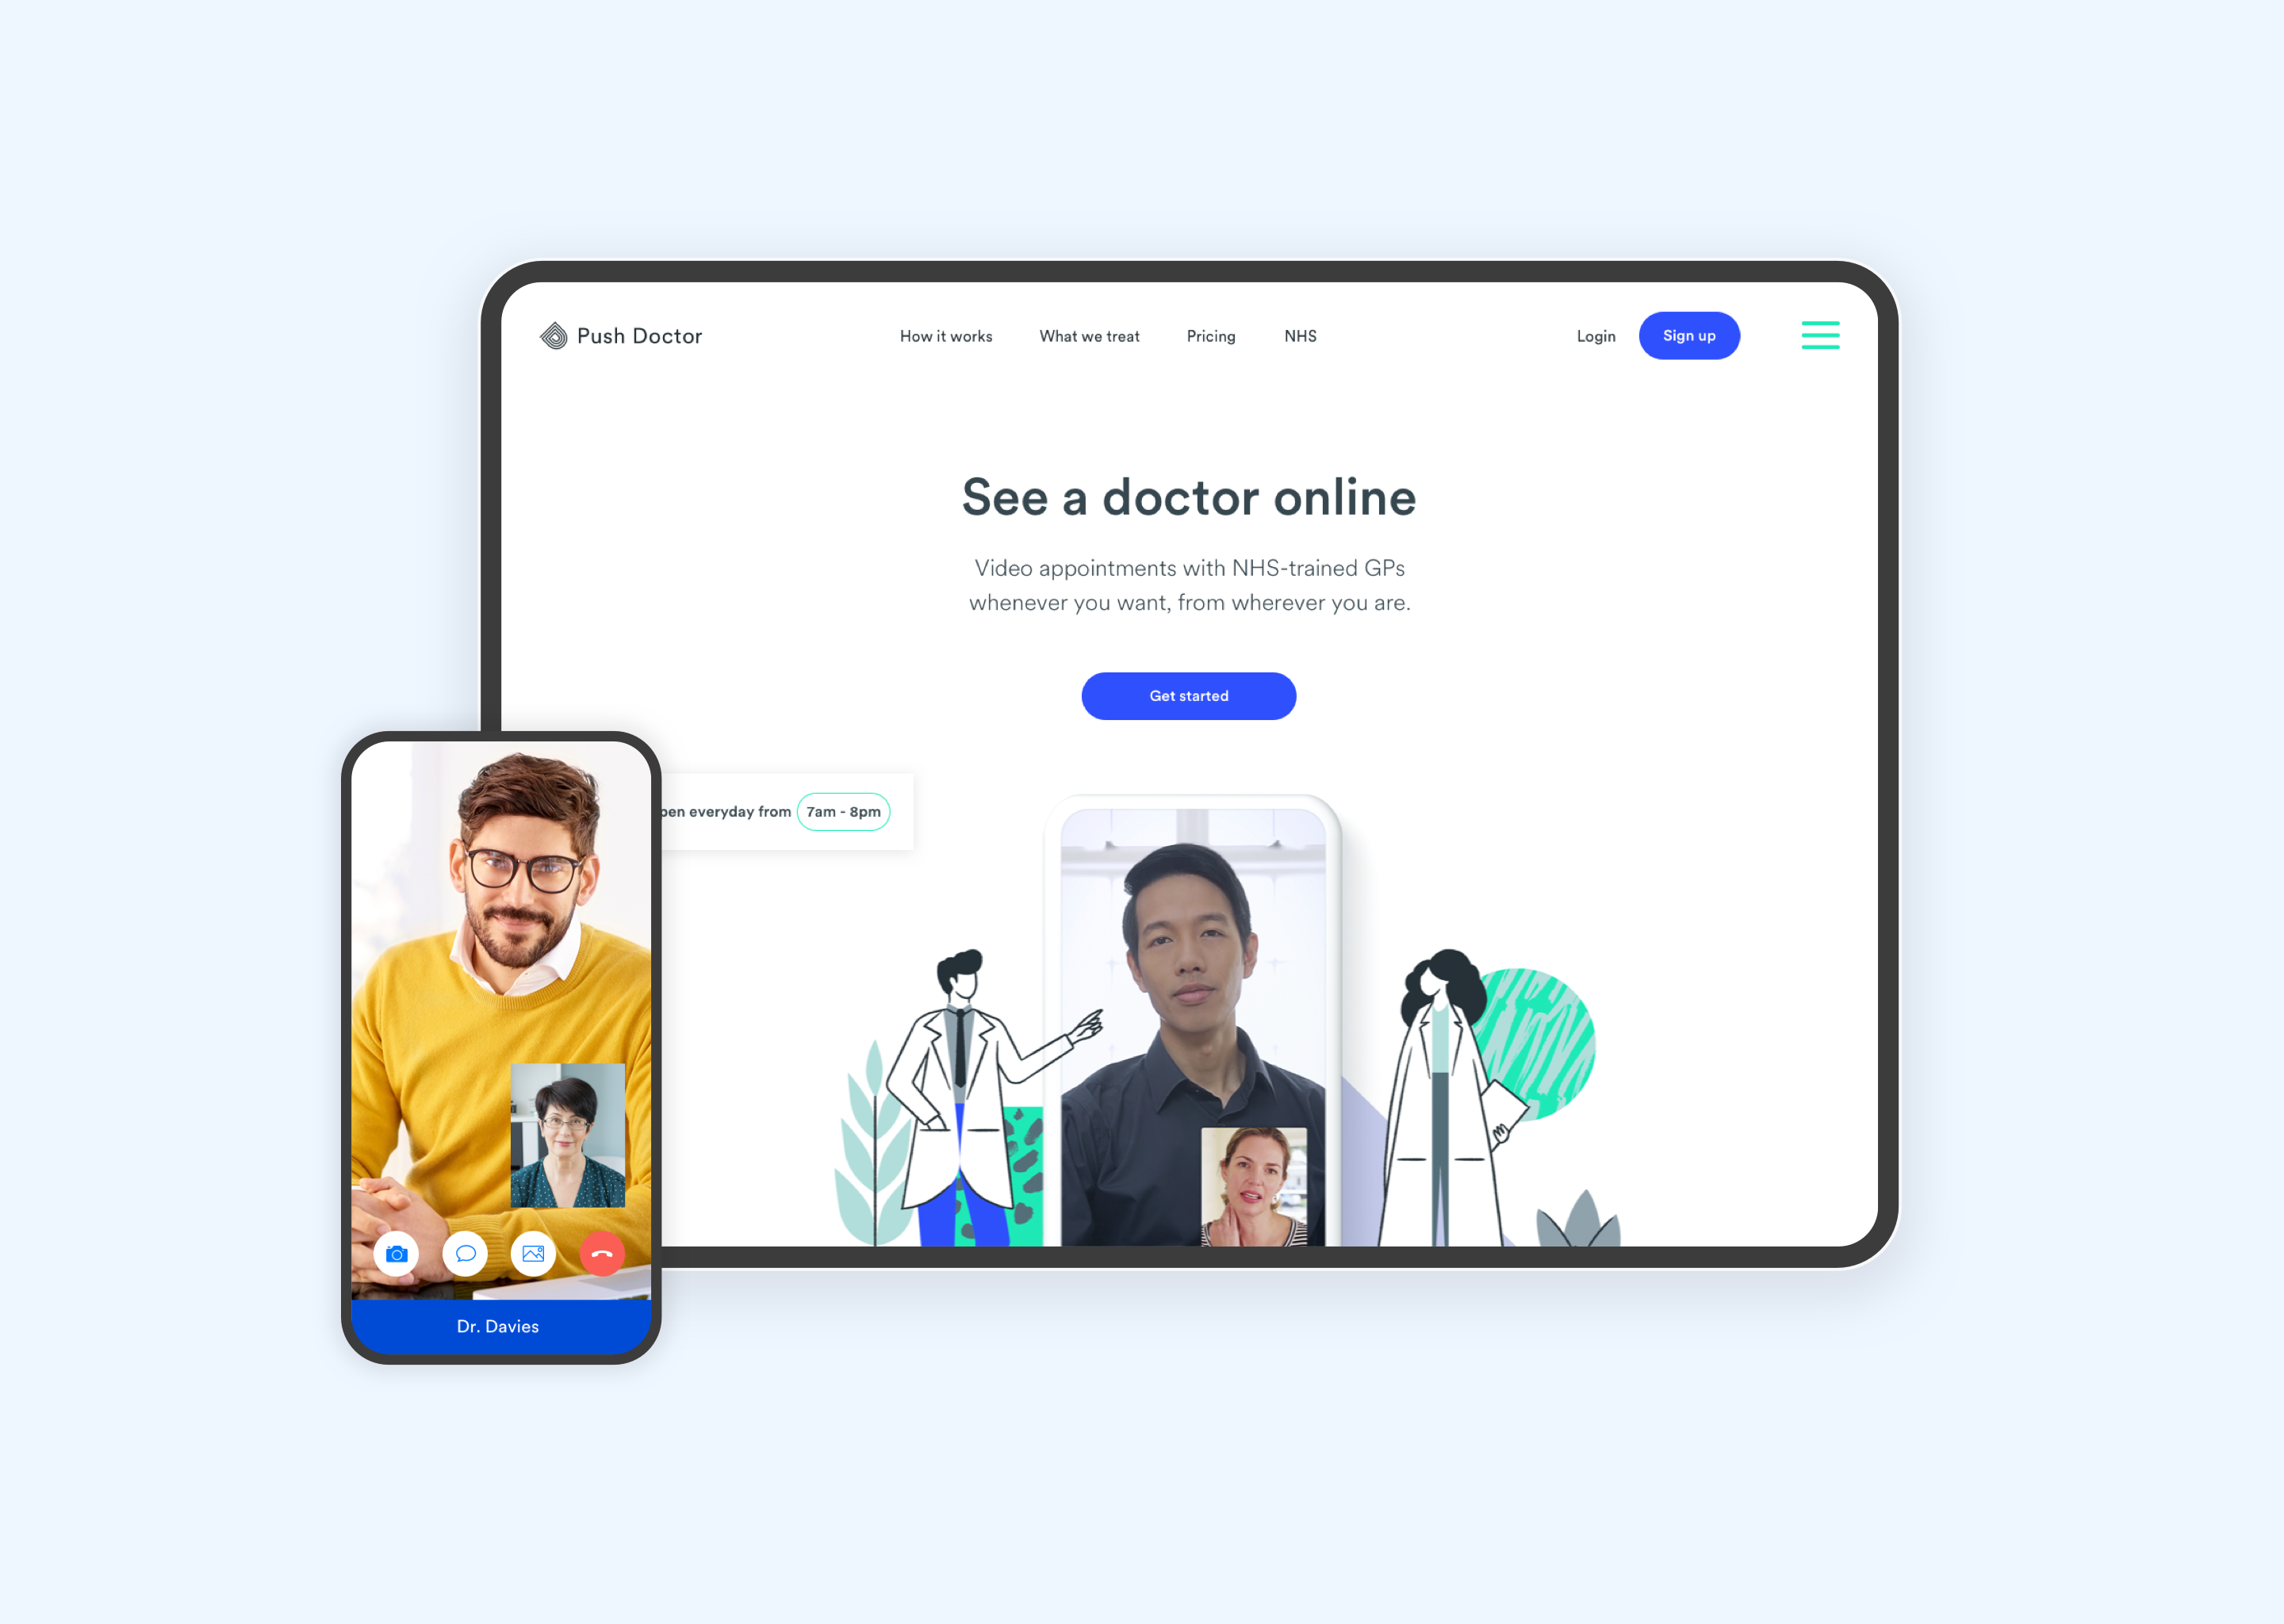 Push Doctor
How it works
What we treat
Pricing
NHS
Login
Sign up
See a doctor online
Video appointments with NHS-trained GPs
whenever you want, from wherever you are.
Get started
everyday from 7am - 8pm
Dr. Davies